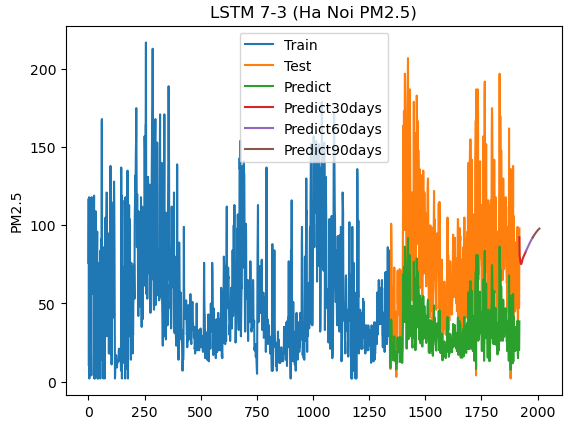 LSTM 7-3 (Ha Noi PM2.5)
Train
Test
Predict
Predict30days
Predict60days
Predict90days
PM2.5
200
150
100
50
0
0 250 500 750 1000 1250 1500 1750 2000